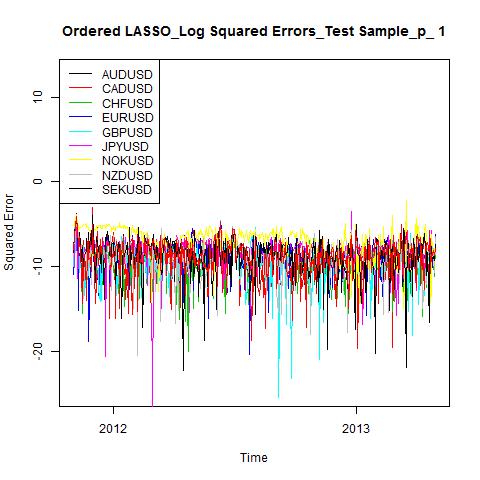 Ordered LASSO_Log Squared Errors_Test Sample_p_ 1
AUDUSD
CADUSD
CHFUSD
EURUSD
GBPUSD
JPYUSD
NOKUSD
NZDUSD
SEKUSD
10
0
-10
-20
Squared Error
2012 2013
Time